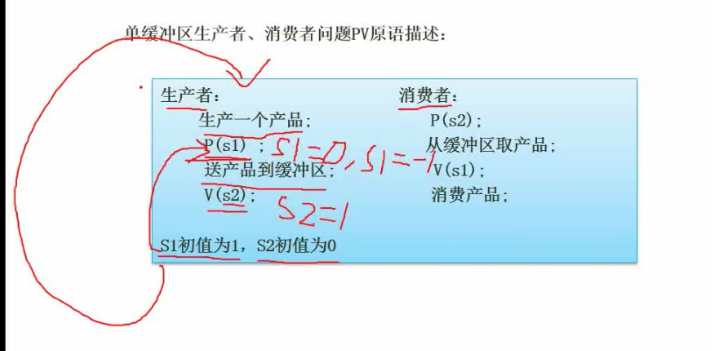 单缓冲区生产者、消费者问题PV原语描述：
生产者： 消费者：
生产一个产品; P(s2);
P(s1) ; S1=0, S1=-1 从缓冲区取产品;
送产品到缓冲区; V(s1);
V(s2); S2=1 消费产品;
S1初值为1，S2初值为0